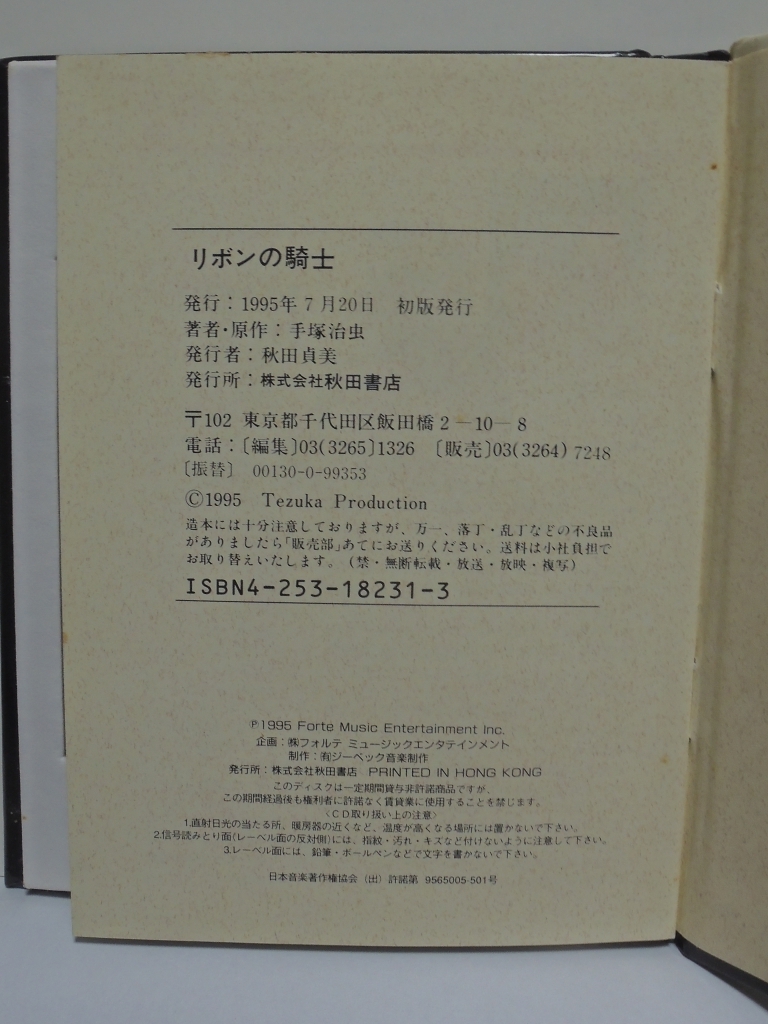 リボンの騎士
発行：1995年7月20日　初版発行
著者・原作：手塚治虫
発行者：秋田貞美
発行所：株式会社秋田書店
〒102 東京都千代田区飯田橋2－10－8
電話：〔編集〕03(3265)1326 〔販売〕03(3264)7248
〔振替〕 00130-0-99353
©1995 Tezuka Production
造本には十分注意しておりますが、万一、落丁・乱丁などの不良品
がありましたら「販売部」あてにお送りください。送料は小社負担で
お取り替えいたします。（禁・無断転載・放送・放映・複写）
ISBN4-253-18231-3
℗1995 Forte Music Entertainment Inc.
企画：㈱フォルテ ミュージックエンタテインメント
制作：㈲ジーベック音楽制作
発行所：株式会社秋田書店 PRINTED IN HONG KONG
このディスクは一定期間貸与非許諾商品ですが、
この期間経過後も権利者に許諾なく賃貸業に使用することを禁じます。
〈CD取り扱い上の注意〉
1.直射日光の当たる所、暖房器の近くなど、温度が高くなる場所には置かないで下さい。
2.信号読みとり面（レーベル面の反対側）には、指紋・汚れ・キズなど付けないように注意して下さい。
3.レーベル面には、鉛筆・ボールペンなどで文字を書かないで下さい。
日本音楽著作権協会（出）許諾第 9565005-501号